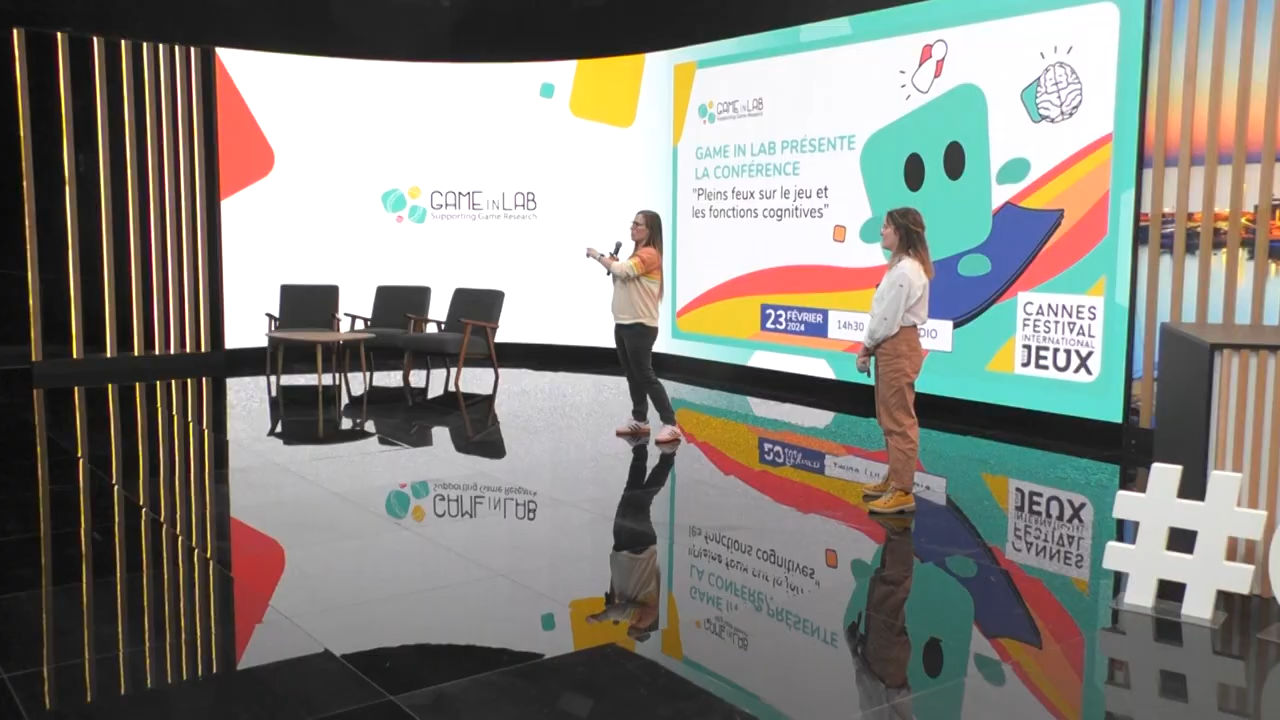 GAME IN LAB
Supporting Game Research
GAME IN LAB
Supporting Game Research
GAME IN LAB PRÉSENTE
LA CONFÉRENCE
"Pleins feux sur le jeu et
les fonctions cognitives"
23 FÉVRIER
2024
14h30
DIO
CANNES
FESTIVAL
INTERNATIONAL
JEUX
#